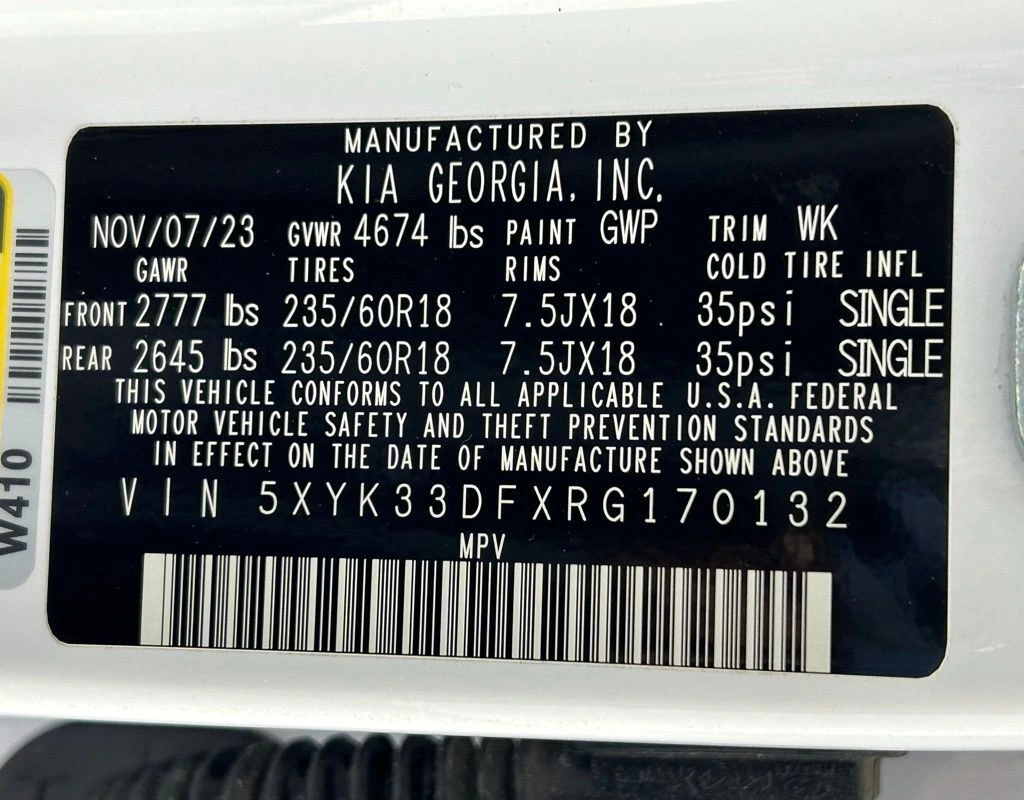 MANUFACTURED BY
KIA GEORGIA, INC.
NOV/07/23 GVWR 4674 lbs PAINT GWP TRIM WK
GAWR TIRES RIMS COLD TIRE INFL
FRONT 2777 lbs 235/60R18 7.5JX18 35psi SINGLE
REAR 2645 lbs 235/60R18 7.5JX18 35psi SINGLE
THIS VEHICLE CONFORMS TO ALL APPLICABLE U.S.A. FEDERAL
MOTOR VEHICLE SAFETY AND THEFT PREVENTION STANDARDS
IN EFFECT ON THE DATE OF MANUFACTURE SHOWN ABOVE
VIN 5XYK33DFXRG170132
MPV
W410